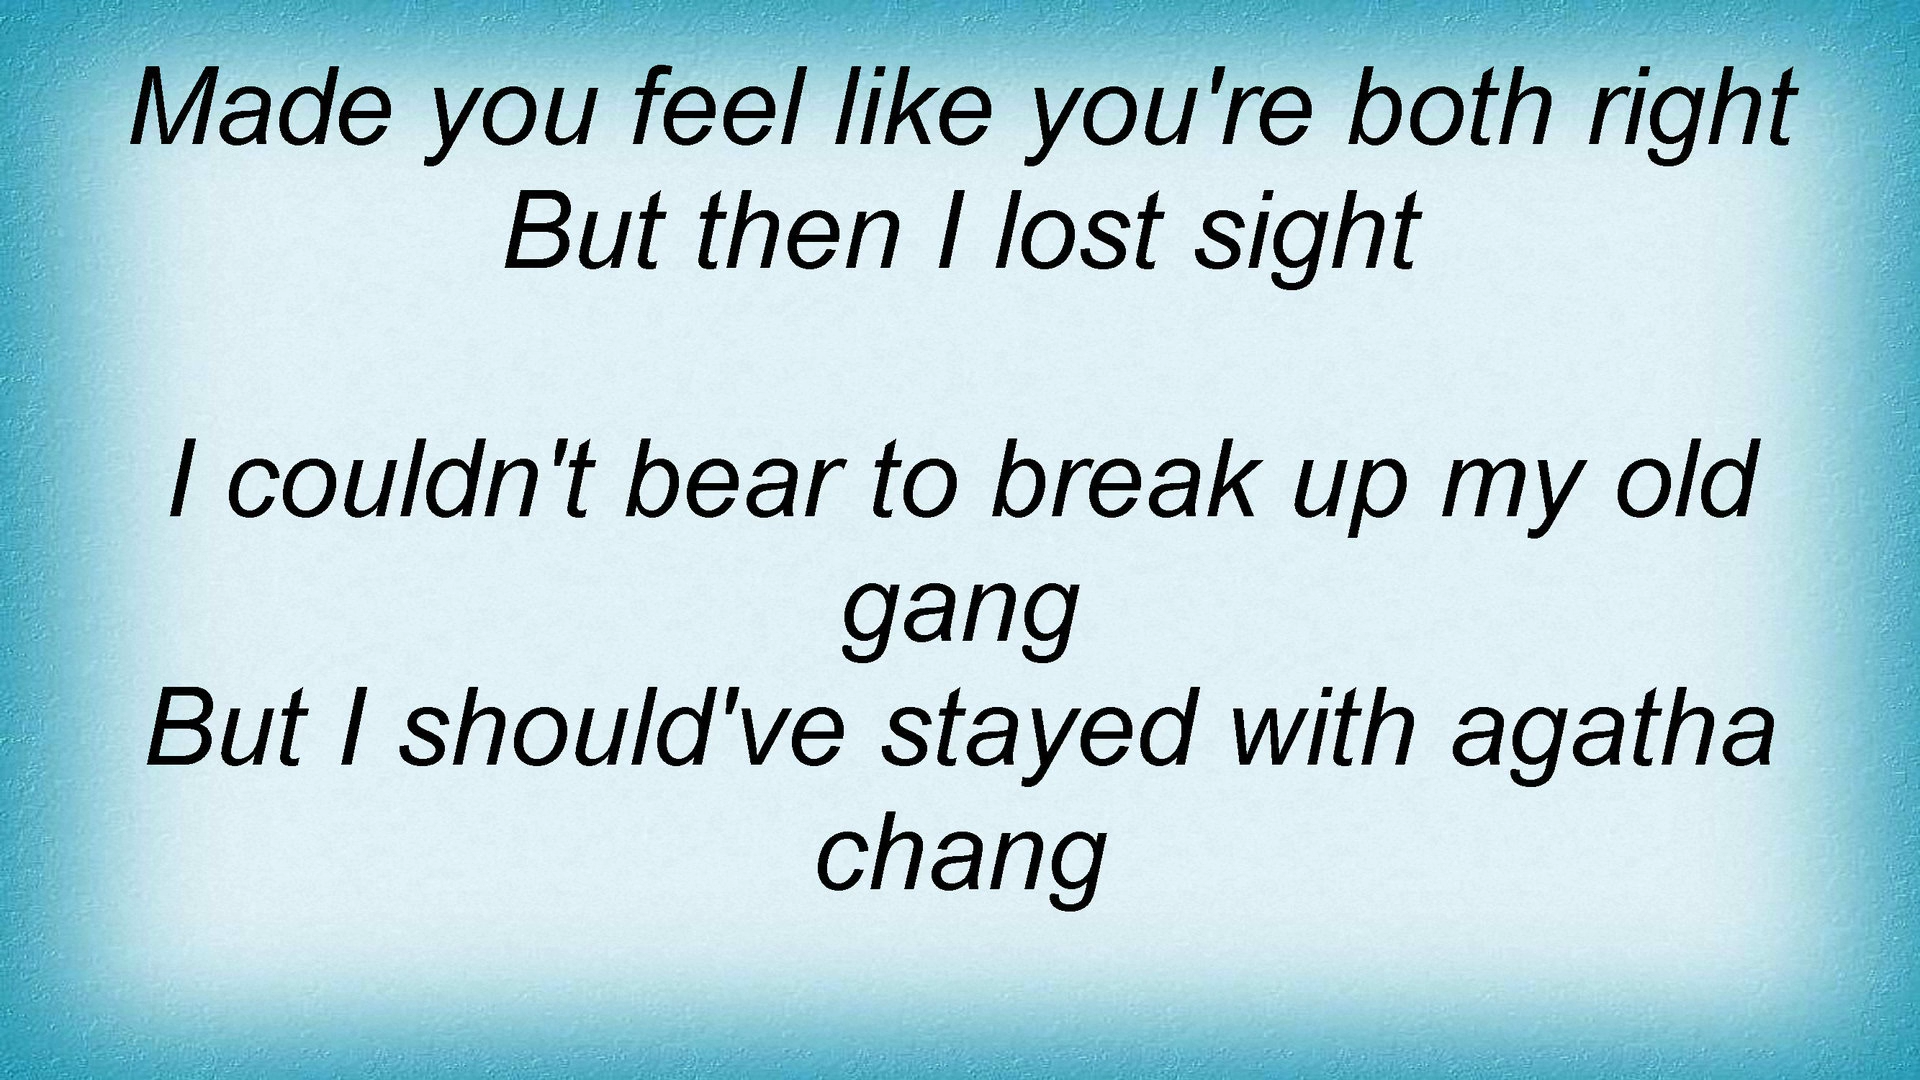 Made you feel like you're both right
But then I lost sight
I couldn't bear to break up my old
gang
But I should've stayed with agatha
chang